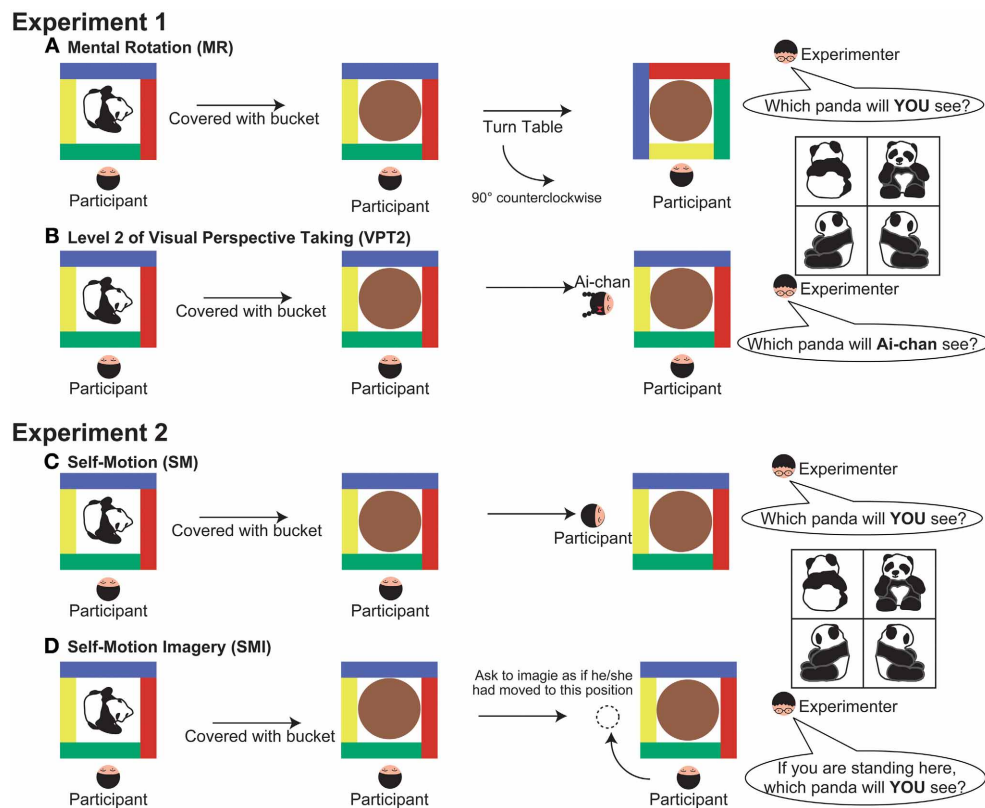 Experiment 1
A Mental Rotation (MR)
Covered with bucket
Turn Table
90° counterclockwise
Participant
Participant
Participant
Experimenter
Which panda will YOU see?
B Level 2 of Visual Perspective Taking (VPT2)
Covered with bucket
Ai-chan
Participant
Participant
Participant
Experimenter
Which panda will Ai-chan see?
Experiment 2
C Self-Motion (SM)
Covered with bucket
Participant
Participant
Participant
Experimenter
Which panda will YOU see?
D Self-Motion Imagery (SMI)
Covered with bucket
Ask to imagie as if he/she
had moved to this position
Participant
Participant
Participant
Experimenter
If you are standing here,
which panda will YOU see?